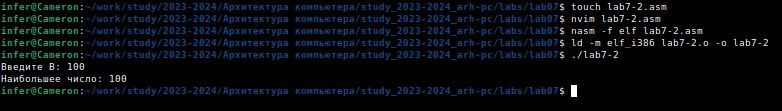 infer@Cameron:~/work/study/2023-2024/Архитектура компьютера/study_2023-2024_arh-pc/labs/lab07$ touch lab7-2.asm
infer@Cameron:~/work/study/2023-2024/Архитектура компьютера/study_2023-2024_arh-pc/labs/lab07$ nvim lab7-2.asm
infer@Cameron:~/work/study/2023-2024/Архитектура компьютера/study_2023-2024_arh-pc/labs/lab07$ nasm -f elf lab7-2.asm
infer@Cameron:~/work/study/2023-2024/Архитектура компьютера/study_2023-2024_arh-pc/labs/lab07$ ld -m elf_i386 lab7-2.o -o lab7-2
infer@Cameron:~/work/study/2023-2024/Архитектура компьютера/study_2023-2024_arh-pc/labs/lab07$ ./lab7-2
Введите B: 100
Наибольшее число: 100
infer@Cameron:~/work/study/2023-2024/Архитектура компьютера/study_2023-2024_arh-pc/labs/lab07$